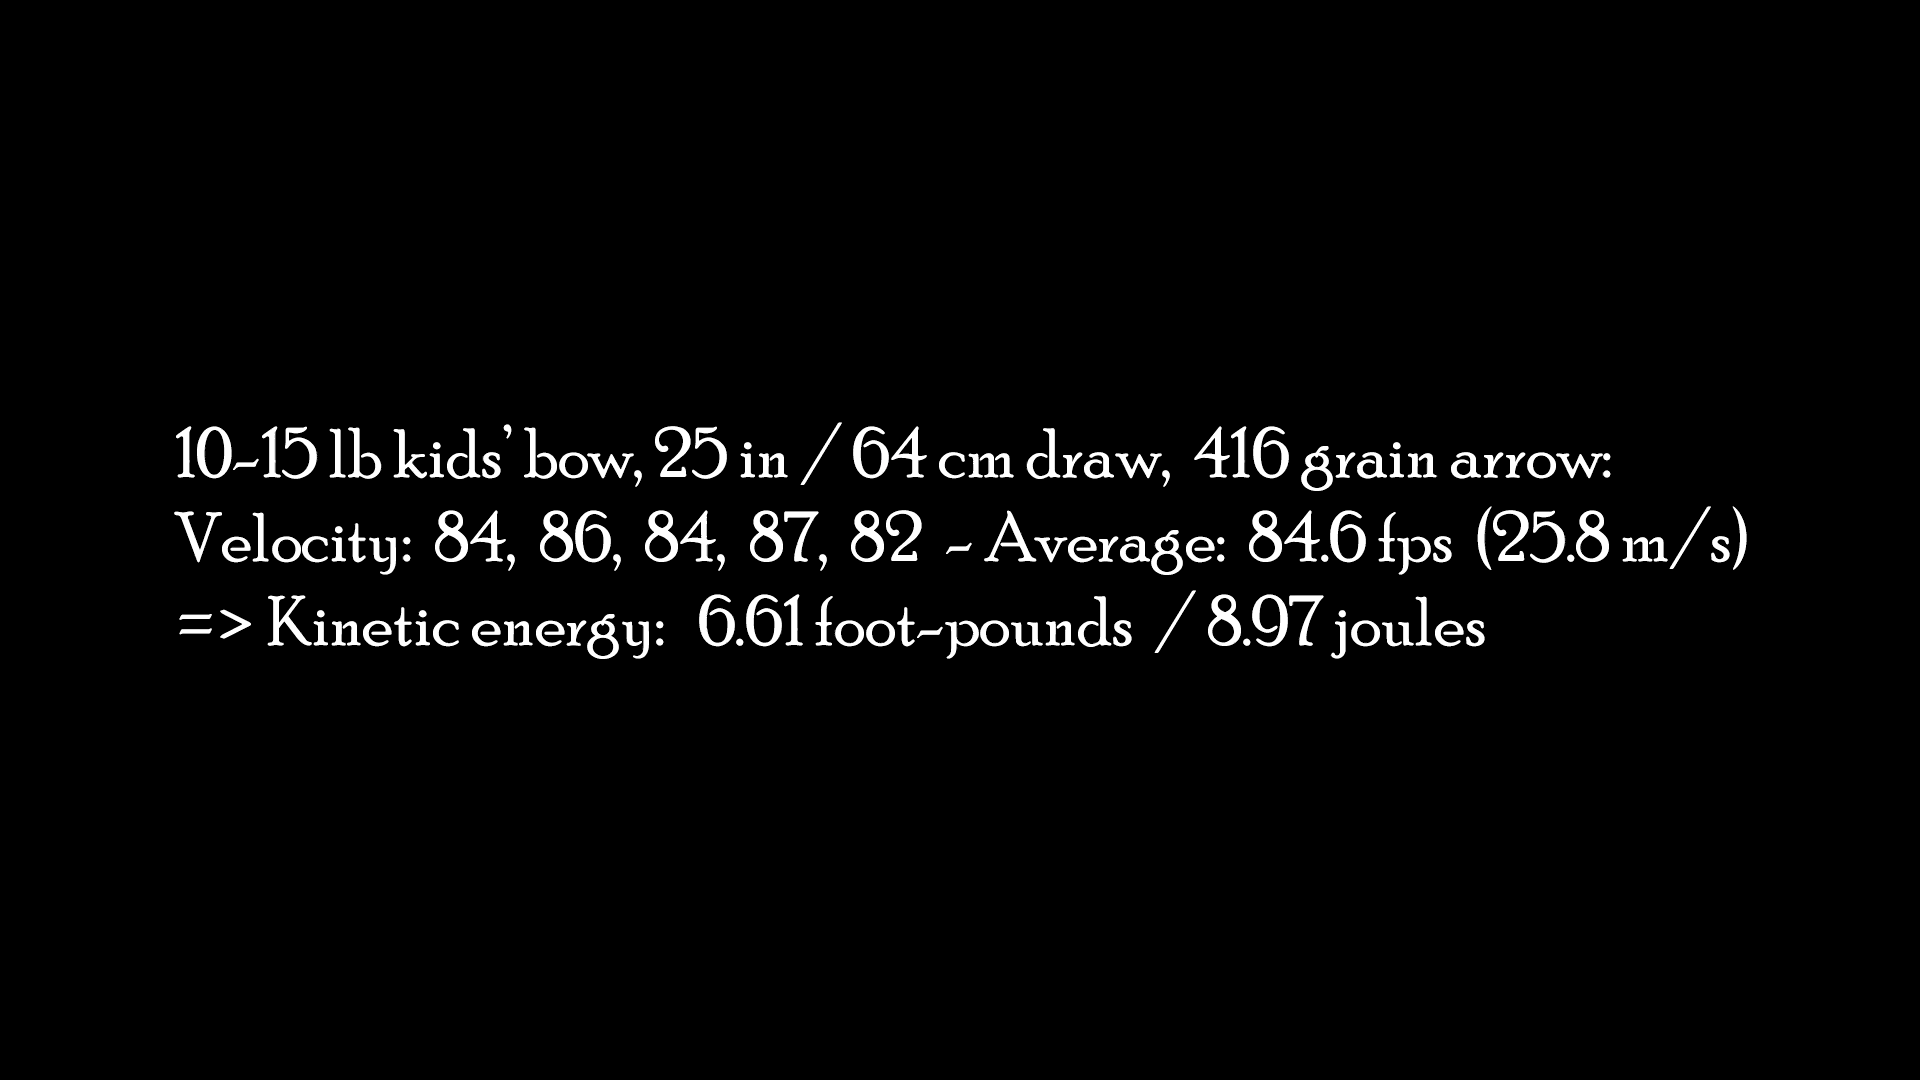 10-15 lb kids’ bow, 25 in / 64 cm draw, 416 grain arrow:
Velocity: 84, 86, 84, 87, 82 - Average: 84.6 fps (25.8 m/s)
=> Kinetic energy: 6.61 foot-pounds / 8.97 joules